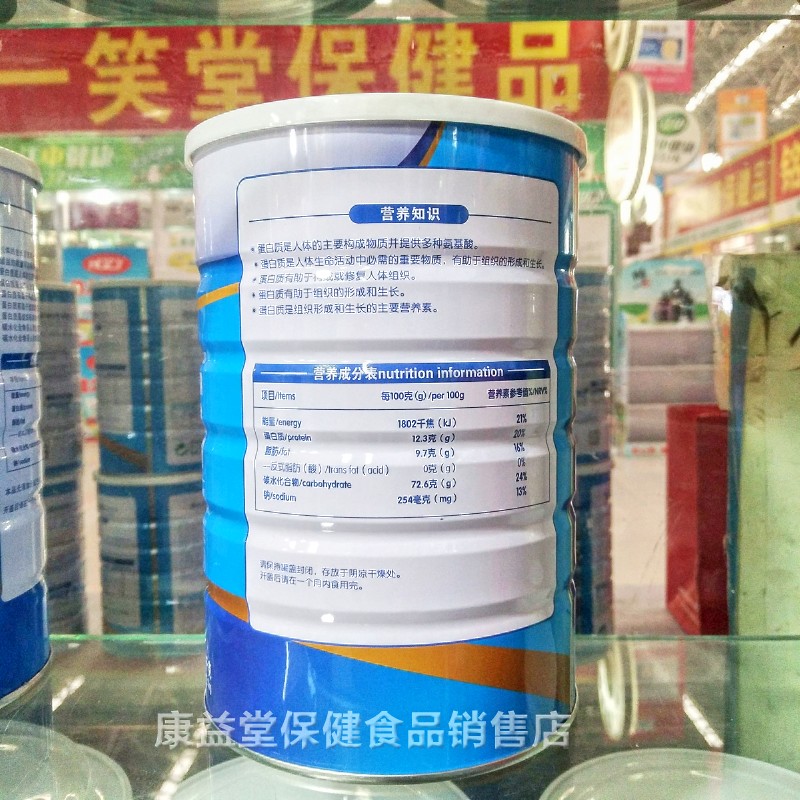 一笑堂保健品
营养知识
• 蛋白质是人体的主要构成物质并提供多种氨基酸。
• 蛋白质是人体生命活动中必需的重要物质，有助于组织的形成和生长。
• 蛋白质有助于构成或修复人体组织。
• 蛋白质有助于组织的形成和生长。
• 蛋白质是组织形成和生长的主要营养素。
营养成分表nutrition information
项目/Items 每100克(g)/per 100g 营养素参考值%/NRV%
能量/energy 1802千焦(kJ) 21%
蛋白质/protein 12.3克(g) 20%
脂肪/fat 9.7克(g) 16%
—反式脂肪(酸)/trans fat(acid) 0克(g) 0%
碳水化合物/carbohydrate 72.6克(g) 24%
钠/sodium 254毫克(mg) 13%
请保持罐盖封闭，存放于阴凉干燥处。
开盖后请在一个月内食用完。
康益堂保健食品销售店